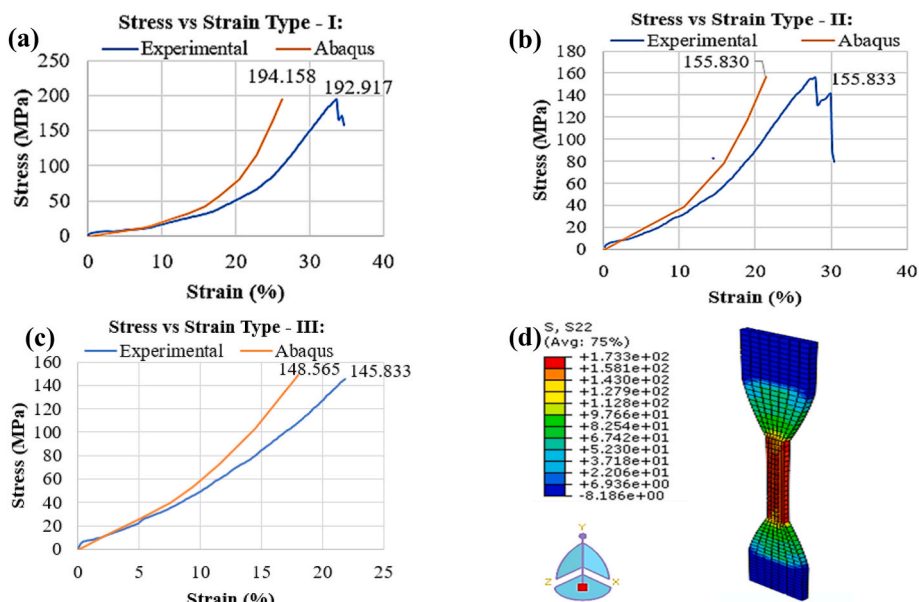 (a)
Stress vs Strain Type - I:
Experimental Abaqus
250
200
150
100
50
0
194.158
192.917
Stress (MPa)
0 10 20 30 40
Strain (%)
(b)
Stress vs Strain Type - II:
Experimental Abaqus
180
160
140
120
100
80
60
40
20
0
155.830
155.833
Stress (MPa)
0 10 20 30 40
Strain (%)
(c)
Stress vs Strain Type - III:
Experimental Abaqus
160
140
120
100
80
60
40
20
0
148.565 145.833
Stress (MPa)
0 5 10 15 20 25
Strain (%)
(d)
S, S22
(Avg: 75%)
+1.733e+02
+1.581e+02
+1.430e+02
+1.279e+02
+1.128e+02
+9.766e+01
+8.254e+01
+6.742e+01
+5.230e+01
+3.718e+01
+2.206e+01
+6.936e+00
-8.186e+00
Y
Z X